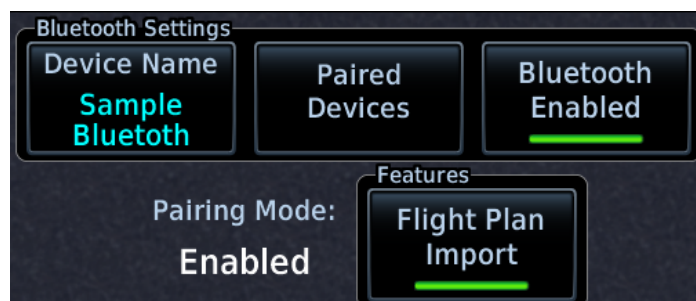 Bluetooth Settings
Device Name
Sample
Bluetoth
Paired
Devices
Bluetooth
Enabled
Pairing Mode:
Enabled
Features
Flight Plan
Import